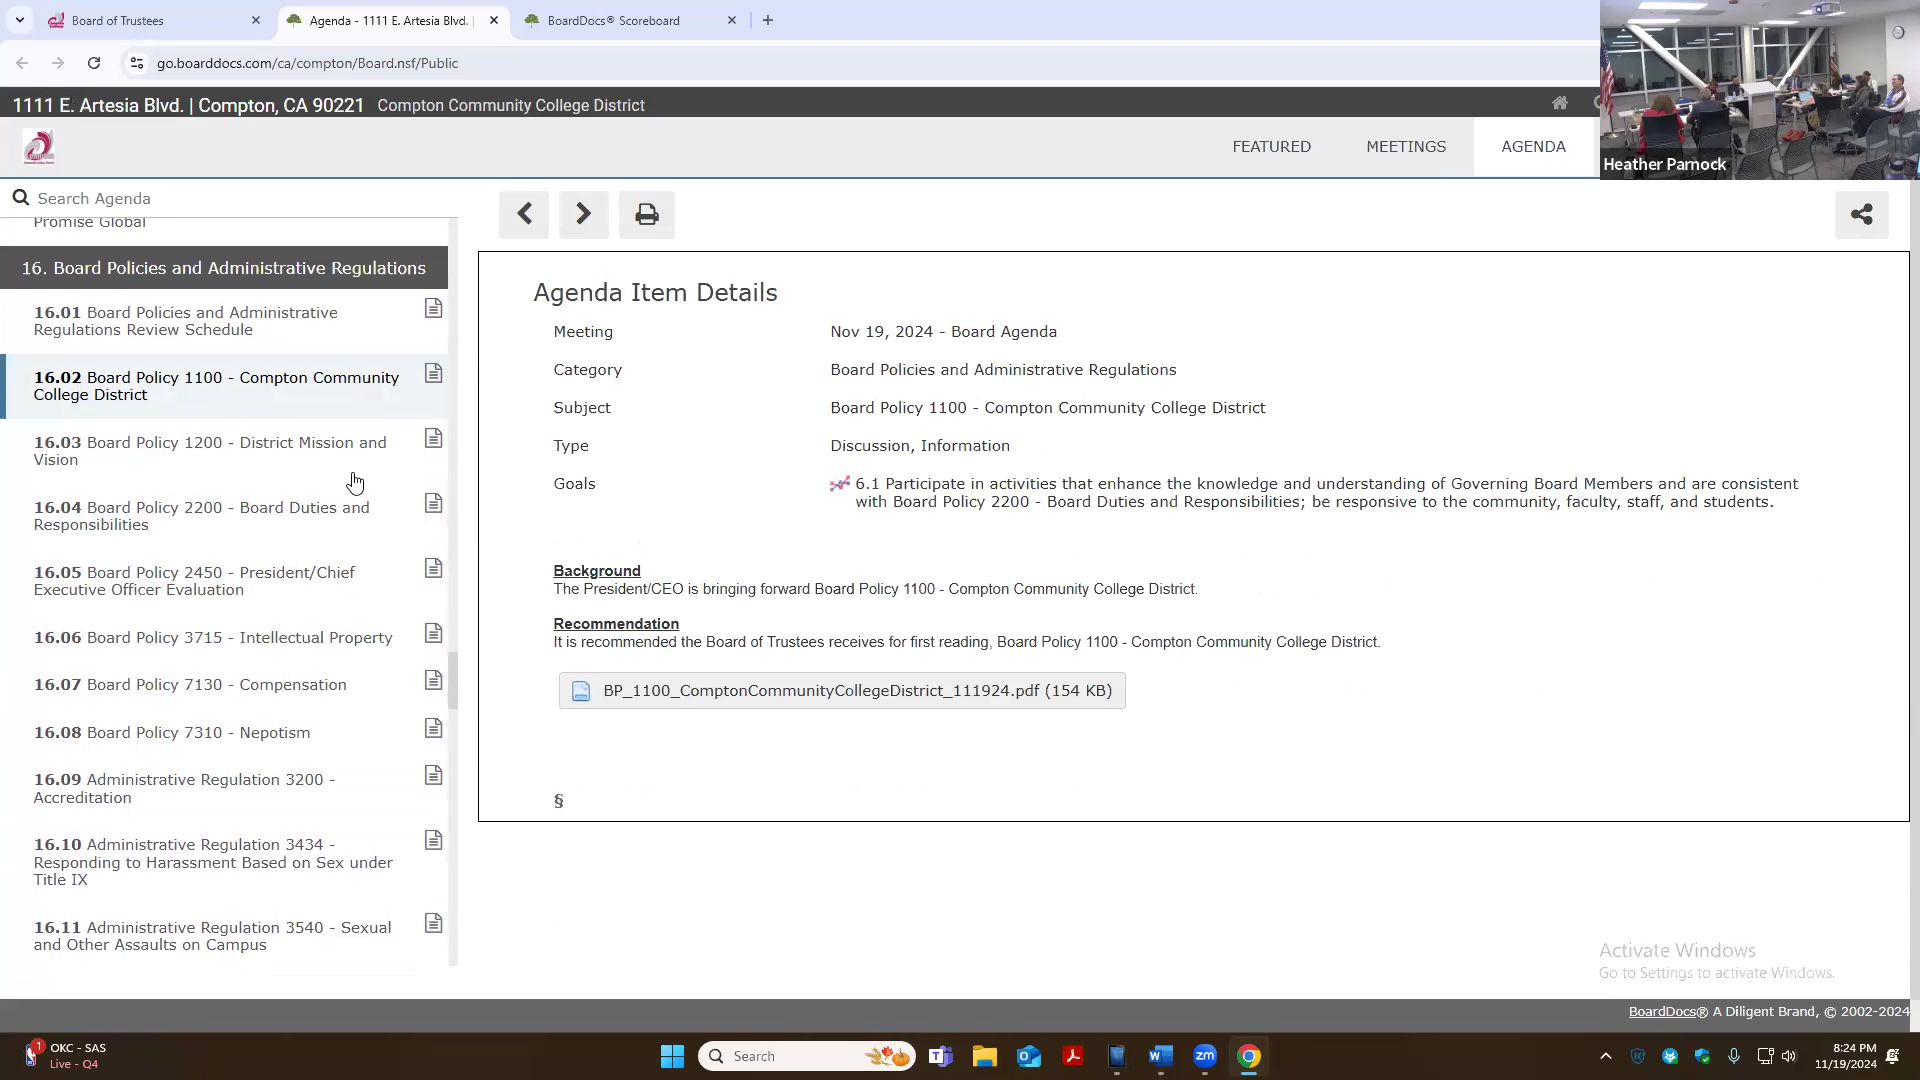 Board of Trustees
Agenda - 1111 E. Artesia Blvd.
BoardDocs® Scoreboard
go.boarddocs.com/ca/compton/Board.nsf/Public
1111 E. Artesia Blvd. | Compton, CA 90221 Compton Community College District
FEATURED
MEETINGS
AGENDA
Heather Parnock
Search Agenda
Promise Global
16. Board Policies and Administrative Regulations
16.01 Board Policies and Administrative
Regulations Review Schedule
16.02 Board Policy 1100 - Compton Community
College District
16.03 Board Policy 1200 - District Mission and
Vision
16.04 Board Policy 2200 - Board Duties and
Responsibilities
16.05 Board Policy 2450 - President/Chief
Executive Officer Evaluation
16.06 Board Policy 3715 - Intellectual Property
16.07 Board Policy 7130 - Compensation
16.08 Board Policy 7310 - Nepotism
16.09 Administrative Regulation 3200 -
Accreditation
16.10 Administrative Regulation 3434 -
Responding to Harassment Based on Sex under
Title IX
16.11 Administrative Regulation 3540 - Sexual
and Other Assaults on Campus
Agenda Item Details
Meeting Nov 19, 2024 - Board Agenda
Category Board Policies and Administrative Regulations
Subject Board Policy 1100 - Compton Community College District
Type Discussion, Information
Goals 6.1 Participate in activities that enhance the knowledge and understanding of Governing Board Members and are consistent
with Board Policy 2200 - Board Duties and Responsibilities; be responsive to the community, faculty, staff, and students.
Background
The President/CEO is bringing forward Board Policy 1100 - Compton Community College District.
Recommendation
It is recommended the Board of Trustees receives for first reading, Board Policy 1100 - Compton Community College District.
BP_1100_ComptonCommunityCollegeDistrict_111924.pdf (154 KB)
§
Activate Windows
Go to Settings to activate Windows.
BoardDocs® A Diligent Brand, © 2002-2024
1
OKC - SAS
Live - Q4
Search
zm
8:24 PM
11/19/2024